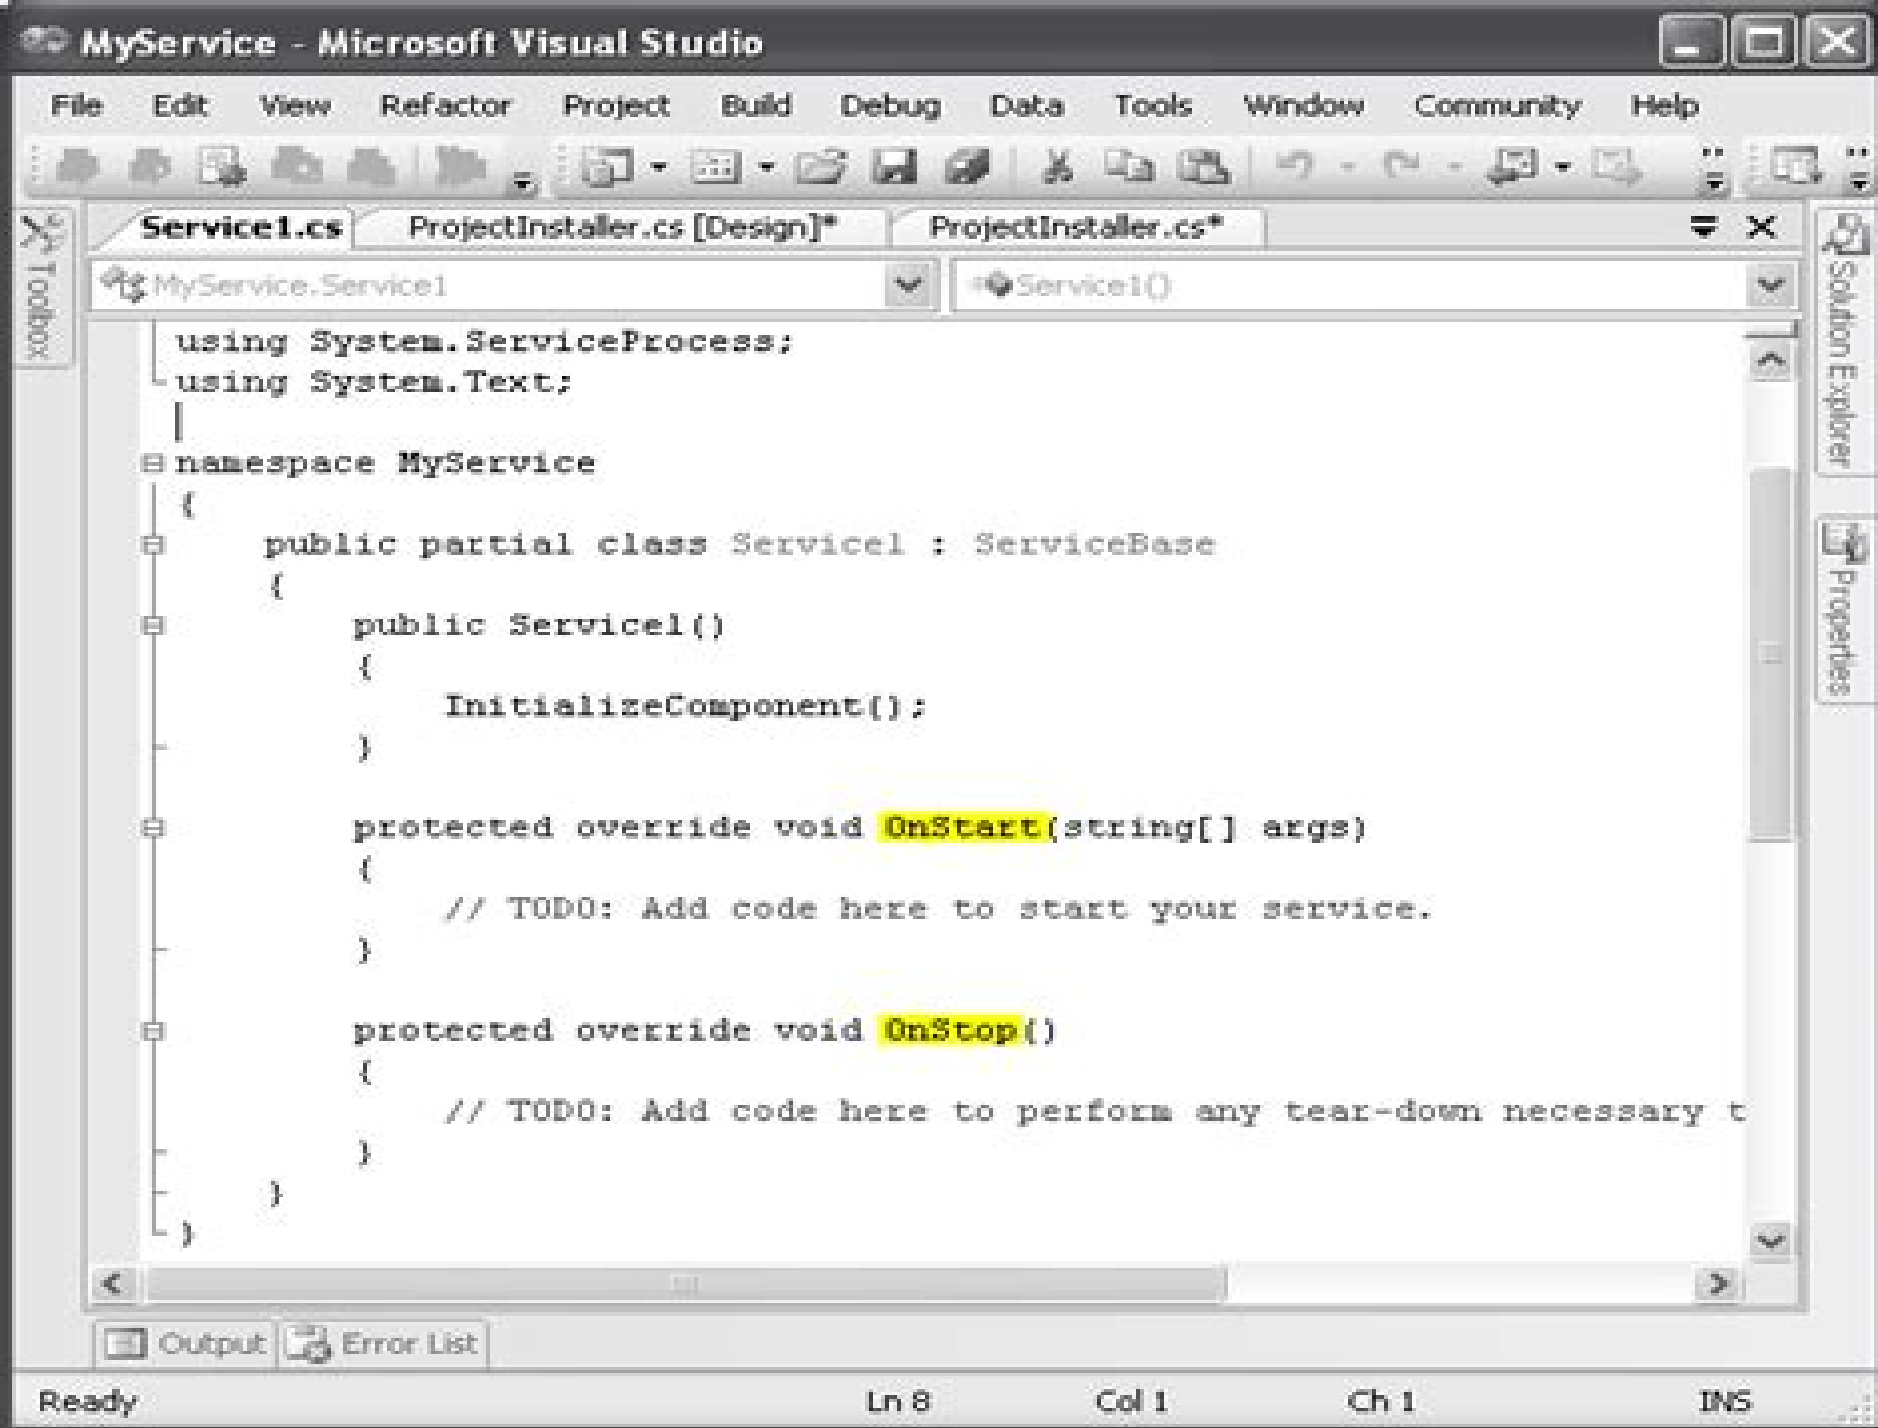 MyService - Microsoft Visual Studio
File Edit View Refactor Project Build Debug Data Tools Window Community Help
Service1.cs ProjectInstaller.cs [Design]* ProjectInstaller.cs*
MyService.Service1 Service1()
Toolbox
Solution Explorer
Properties
using System.ServiceProcess;
using System.Text;
namespace MyService
{
public partial class Service1 : ServiceBase
{
public Service1()
{
InitializeComponent();
}
protected override void OnStart(string[] args)
{
// TODO: Add code here to start your service.
}
protected override void OnStop()
{
// TODO: Add code here to perform any tear-down necessary t
}
}
}
Output Error List
Ready Ln 8 Col 1 Ch 1 INS